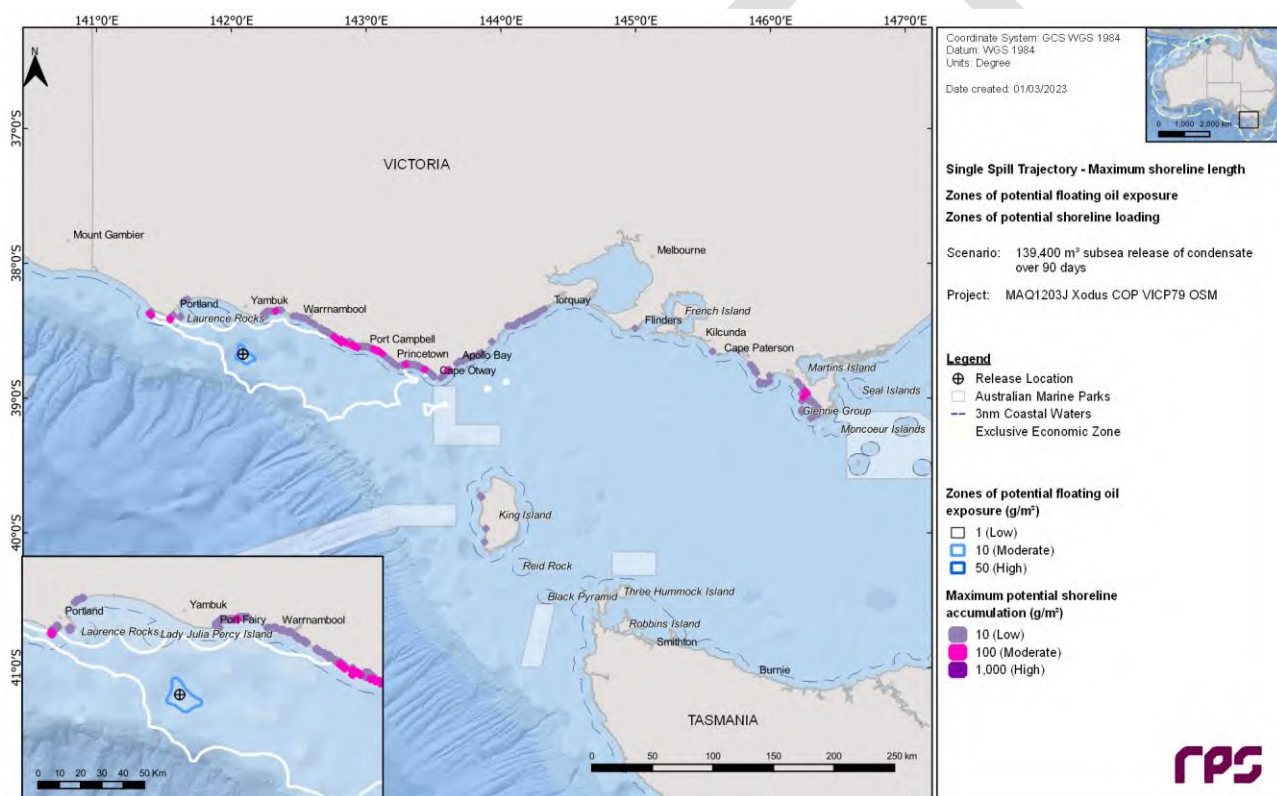 141°0'E 142°0'E 143°0'E 144°0'E 145°0'E 146°0'E 147°0'E
N
37°0'S
38°0'S
39°0'S
40°0'S
41°0'S
VICTORIA
Mount Gambier
Melbourne
Portland
Yambuk
Laurence Rocks
Warrnambool
Torquay
French Island
Flinders
Port Campbell
Kilcunda
Princetown
Apollo Bay
Cape Paterson
Cape Otway
Martins Island
Seal Islands
Glennie Group
Moncoeur Islands
King Island
Reid Rock
Black Pyramid
Three Hummock Island
Robbins Island
Smithton
Burnie
TASMANIA
0 50 100 150 200 250 km
Portland
Yambuk
Port Fairy
Warrnambool
Laurence Rocks
Lady Julia Percy Island
0 10 20 30 40 50 Km
Coordinate System: GCS WGS 1984
Datum: WGS 1984
Units: Degree
Date created: 01/03/2023
0 1,000 2,000 km
Single Spill Trajectory - Maximum shoreline length
Zones of potential floating oil exposure
Zones of potential shoreline loading
Scenario: 139,400 m³ subsea release of condensate
over 90 days
Project: MAQ1203J Xodus COP VICP79 OSM
Legend
Release Location
Australian Marine Parks
3nm Coastal Waters
Exclusive Economic Zone
Zones of potential floating oil
exposure (g/m²)
1 (Low)
10 (Moderate)
50 (High)
Maximum potential shoreline
accumulation (g/m²)
10 (Low)
100 (Moderate)
1,000 (High)
rps